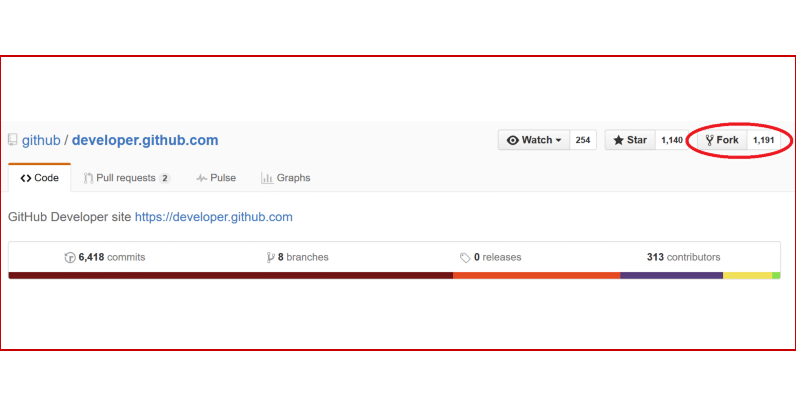 github / developer.github.com Watch 254 Star 1,140 Fork 1,191
Code Pull requests 2 Pulse Graphs
GitHub Developer site https://developer.github.com
6,418 commits 8 branches 0 releases 313 contributors